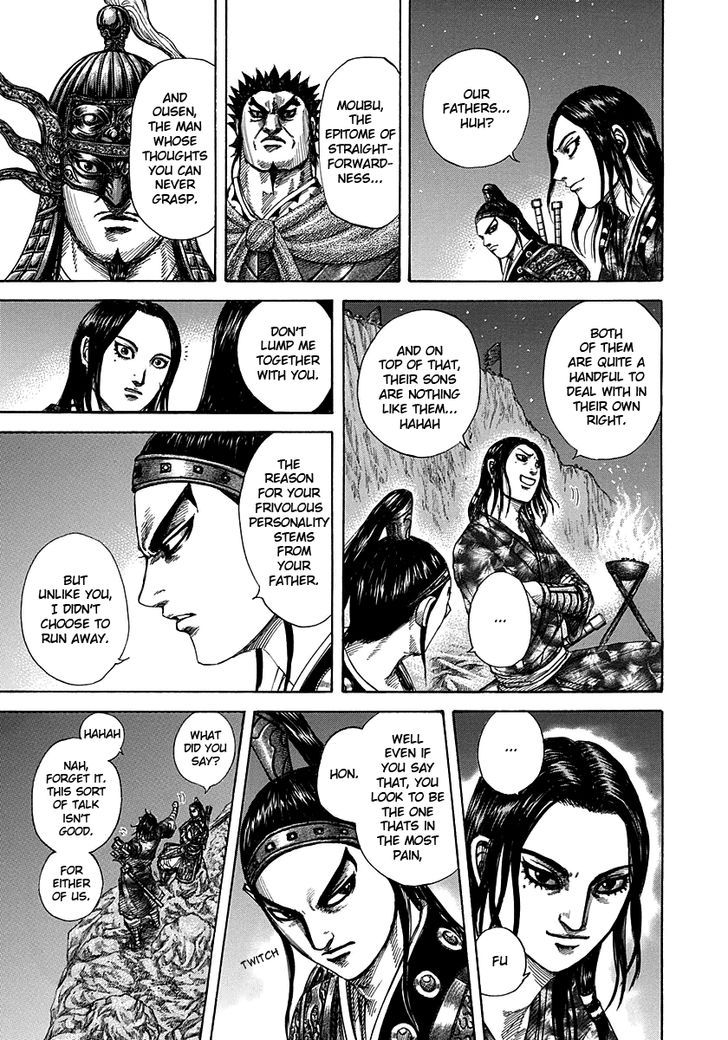 OUR
FATHERS...
HUH?
MOUBU,
THE
EPITOME OF
STRAIGHT-
FORWARD-
NESS...
AND
OUSEN,
THE MAN
WHOSE
THOUGHTS
YOU CAN
NEVER
GRASP.
BOTH
OF THEM
ARE QUITE A
HANDFUL TO
DEAL WITH IN
THEIR OWN
RIGHT.
AND ON
TOP OF THAT,
THEIR SONS
ARE NOTHING
LIKE THEM...
HAHAH
...
DON'T
LUMP ME
TOGETHER
WITH YOU.
THE
REASON
FOR YOUR
FRIVOLOUS
PERSONALITY
STEMS
FROM
YOUR
FATHER.
BUT
UNLIKE YOU,
I DIDN'T
CHOOSE TO
RUN AWAY.
...
FU
WELL
EVEN IF
YOU SAY
THAT, YOU
LOOK TO BE
THE ONE
THATS IN
THE MOST
PAIN,
HON.
TWITCH
WHAT
DID YOU
SAY?
HAHAH
NAH,
FORGET IT.
THIS SORT
OF TALK
ISN'T
GOOD.
FOR
EITHER
OF US.